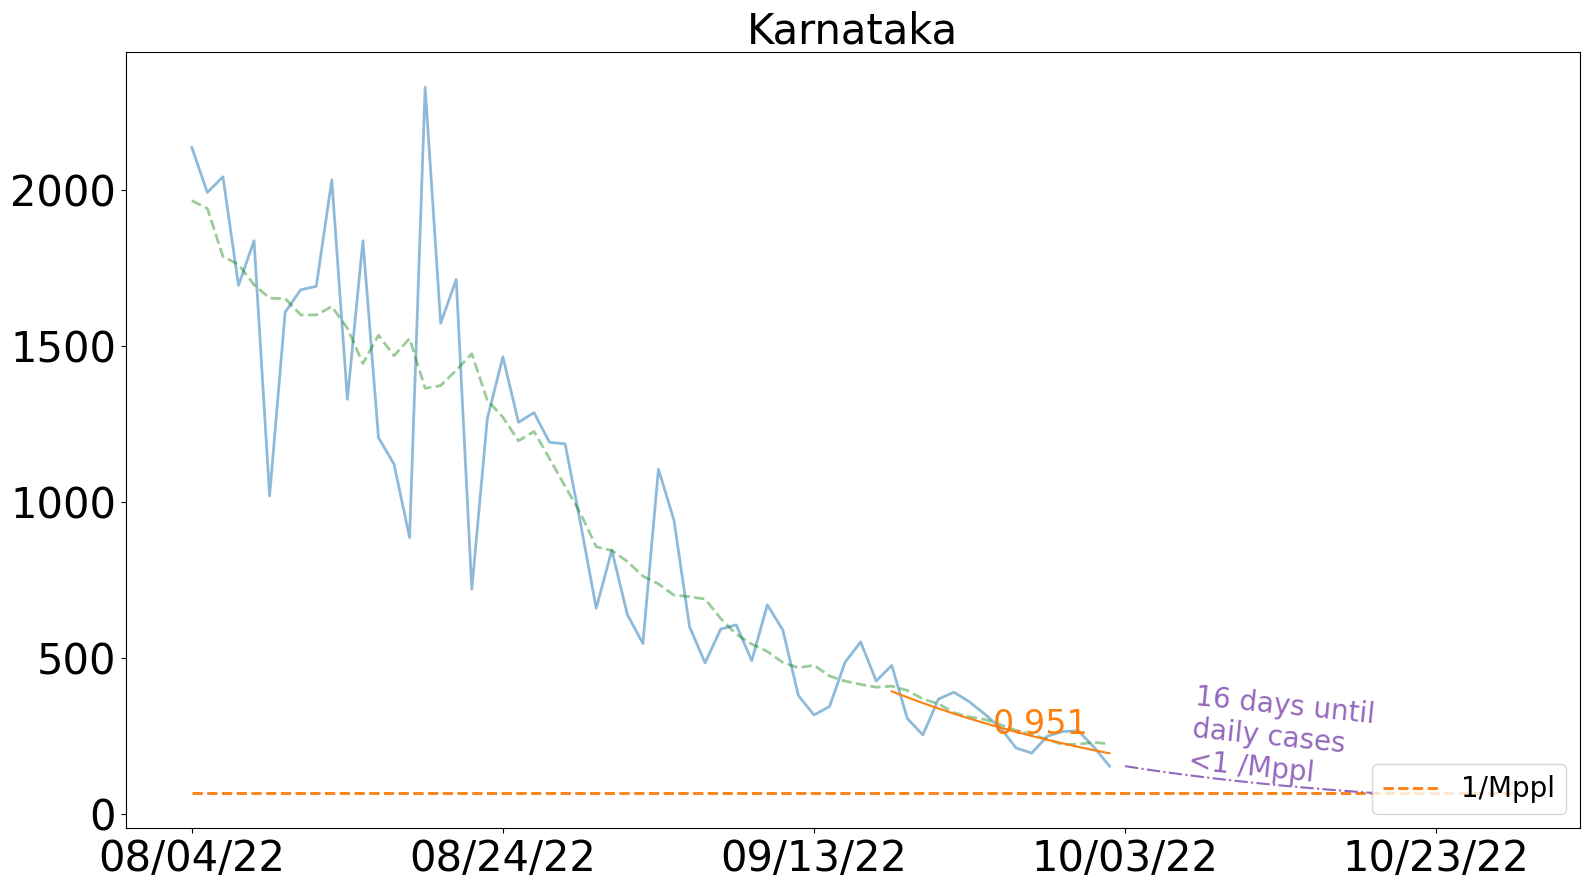 Karnataka
2000
1500
1000
500
0
0.951
16 days until
daily cases
<1 /Mppl
1/Mppl
08/04/22
08/24/22
09/13/22
10/03/22
10/23/22